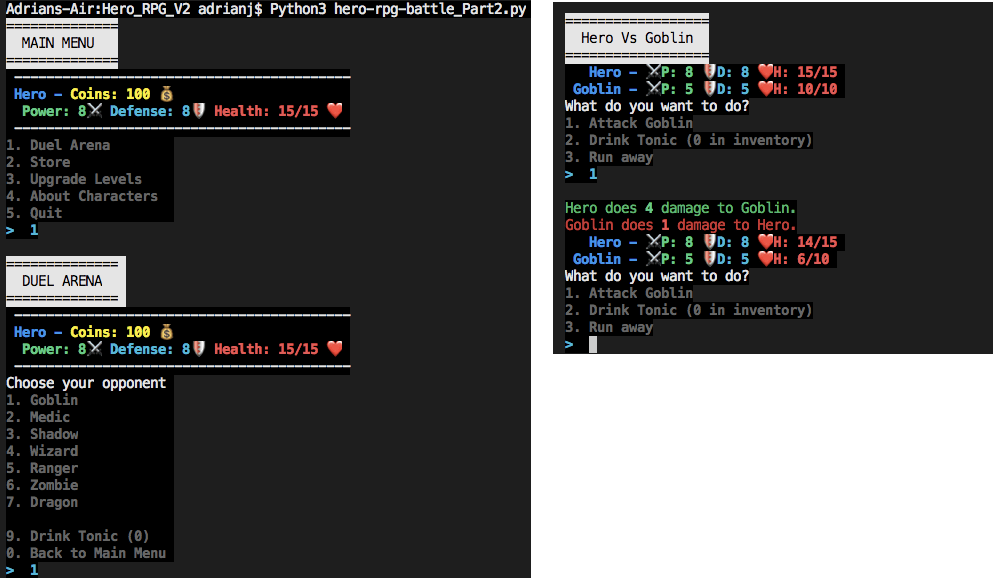 Adrians-Air:Hero_RPG_V2 adrianj$ Python3 hero-rpg-battle_Part2.py
==============
MAIN MENU
==============
------------------------------------------
Hero - Coins: 100 💰
Power: 8⚔ Defense: 8🛡 Health: 15/15 ❤️
------------------------------------------
1. Duel Arena
2. Store
3. Upgrade Levels
4. About Characters
5. Quit
> 1
==============
DUEL ARENA
==============
------------------------------------------
Hero - Coins: 100 💰
Power: 8⚔ Defense: 8🛡 Health: 15/15 ❤️
------------------------------------------
Choose your opponent
1. Goblin
2. Medic
3. Shadow
4. Wizard
5. Ranger
6. Zombie
7. Dragon
9. Drink Tonic (0)
0. Back to Main Menu
> 1
==================
Hero Vs Goblin
==================
Hero - ⚔P: 8 🛡D: 8 ❤️H: 15/15
Goblin - ⚔P: 5 🛡D: 5 ❤️H: 10/10
What do you want to do?
1. Attack Goblin
2. Drink Tonic (0 in inventory)
3. Run away
> 1
Hero does 4 damage to Goblin.
Goblin does 1 damage to Hero.
Hero - ⚔P: 8 🛡D: 8 ❤️H: 14/15
Goblin - ⚔P: 5 🛡D: 5 ❤️H: 6/10
What do you want to do?
1. Attack Goblin
2. Drink Tonic (0 in inventory)
3. Run away
>